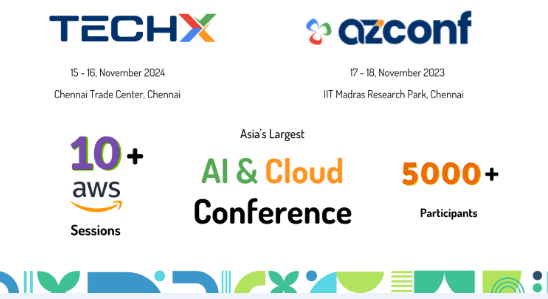 TECHX
azconf
15 - 16, November 2024
17 - 18, November 2023
Chennai Trade Center, Chennai
IIT Madras Research Park, Chennai
Asia's Largest
10+
aws
Sessions
AI & Cloud
Conference
5000+
Participants